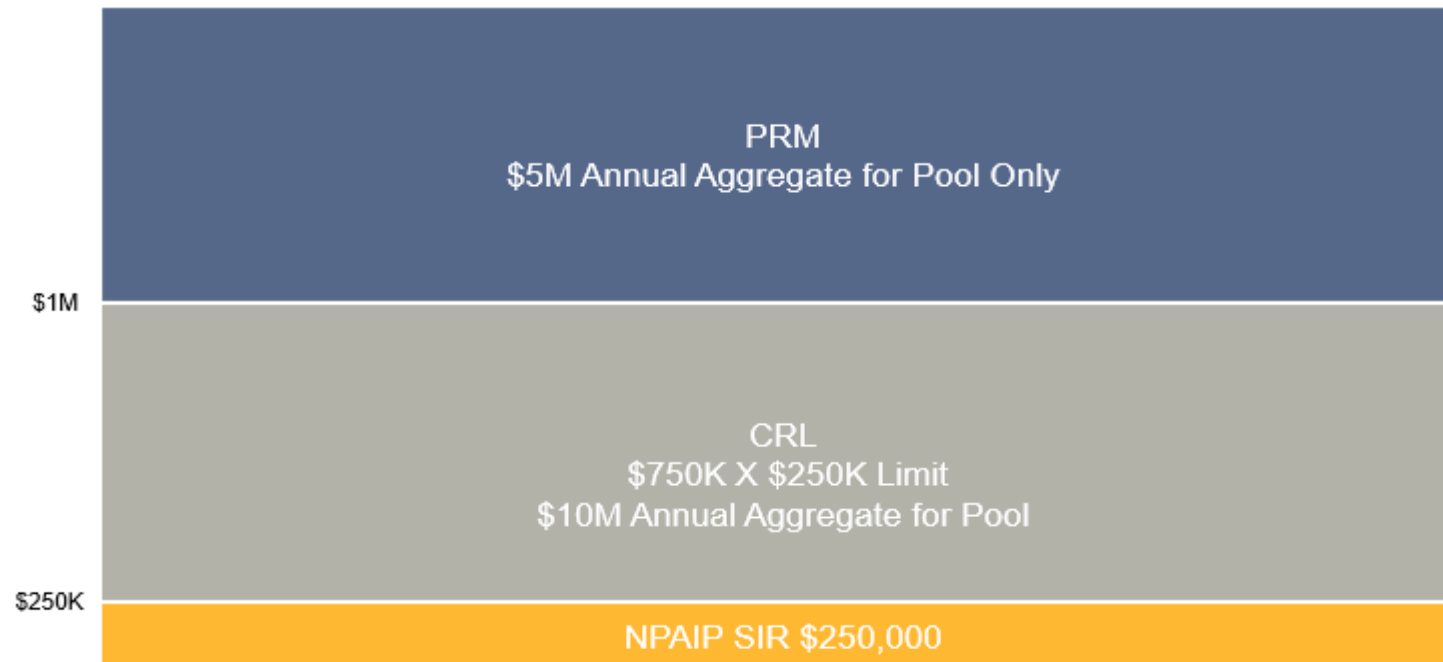 PRM
$5M Annual Aggregate for Pool Only
$1M
CRL
$750K X $250K Limit
$10M Annual Aggregate for Pool
$250K
NPAIP SIR $250,000